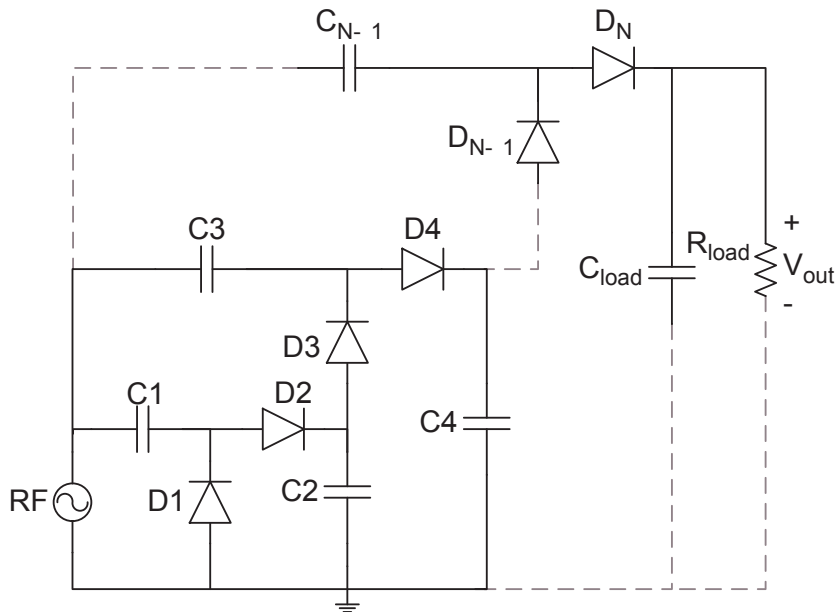 C_N-1
D_N
D_N-1
C3
D4
+
R_load
V_out
C_load
-
D3
C1
D2
C4
RF
D1
C2